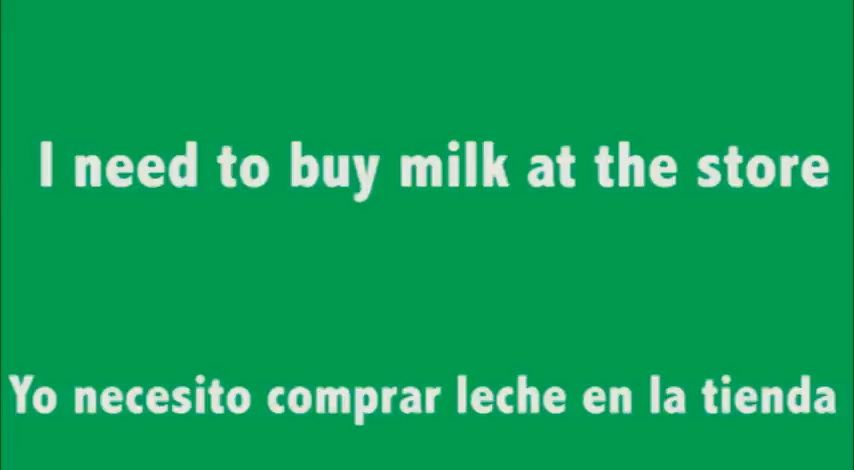 I need to buy milk at the store
Yo necesito comprar leche en la tienda